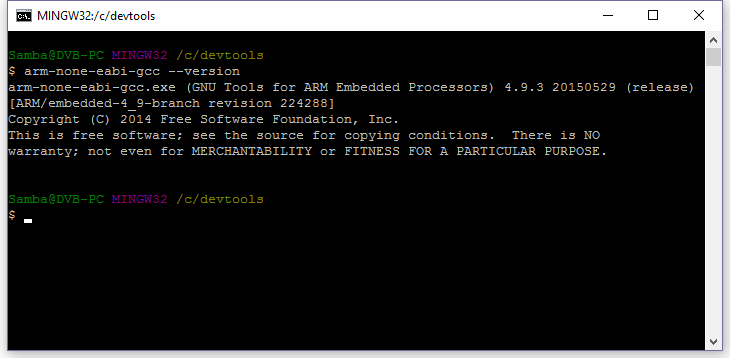 MINGW32:/c/devtools
Samba@DVB-PC MINGW32 /c/devtools
$ arm-none-eabi-gcc --version
arm-none-eabi-gcc.exe (GNU Tools for ARM Embedded Processors) 4.9.3 20150529 (release)
[ARM/embedded-4_9-branch revision 224288]
Copyright (C) 2014 Free Software Foundation, Inc.
This is free software; see the source for copying conditions.  There is NO
warranty; not even for MERCHANTABILITY or FITNESS FOR A PARTICULAR PURPOSE.
Samba@DVB-PC MINGW32 /c/devtools
$